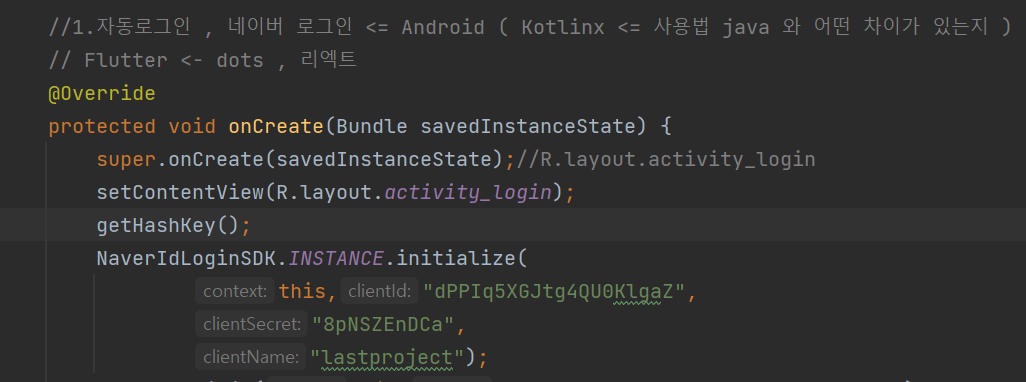 //1.자동로그인 , 네이버 로그인 <= Android ( Kotlinx <= 사용법 java 와 어떤 차이가 있는지 )
// Flutter <- dots , 리엑트
@Override
protected void onCreate(Bundle savedInstanceState) {
super.onCreate(savedInstanceState);//R.layout.activity_login
setContentView(R.layout.activity_login);
getHashKey();
NaverIdLoginSDK.INSTANCE.initialize(
context: this, clientId: "dPPIq5XGJtg4QU0KlgaZ",
clientSecret: "8pNSZEnDCa",
clientName: "lastproject");